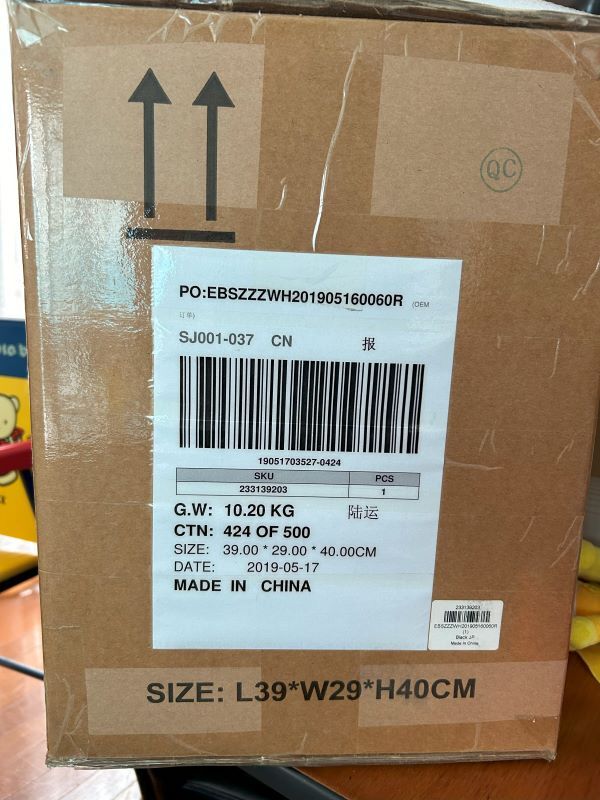 QC
PO:EBSZZZWH201905160060R (OEM
订单)
SJ001-037 CN 报
19051703527-0424
SKU PCS
233139203 1
G.W: 10.20 KG 陆运
CTN: 424 OF 500
SIZE: 39.00 * 29.00 * 40.00CM
DATE: 2019-05-17
MADE IN CHINA
233139203
EBSZZZWH201905160060R
(1)
Black JP
Made In China
SIZE: L39*W29*H40CM